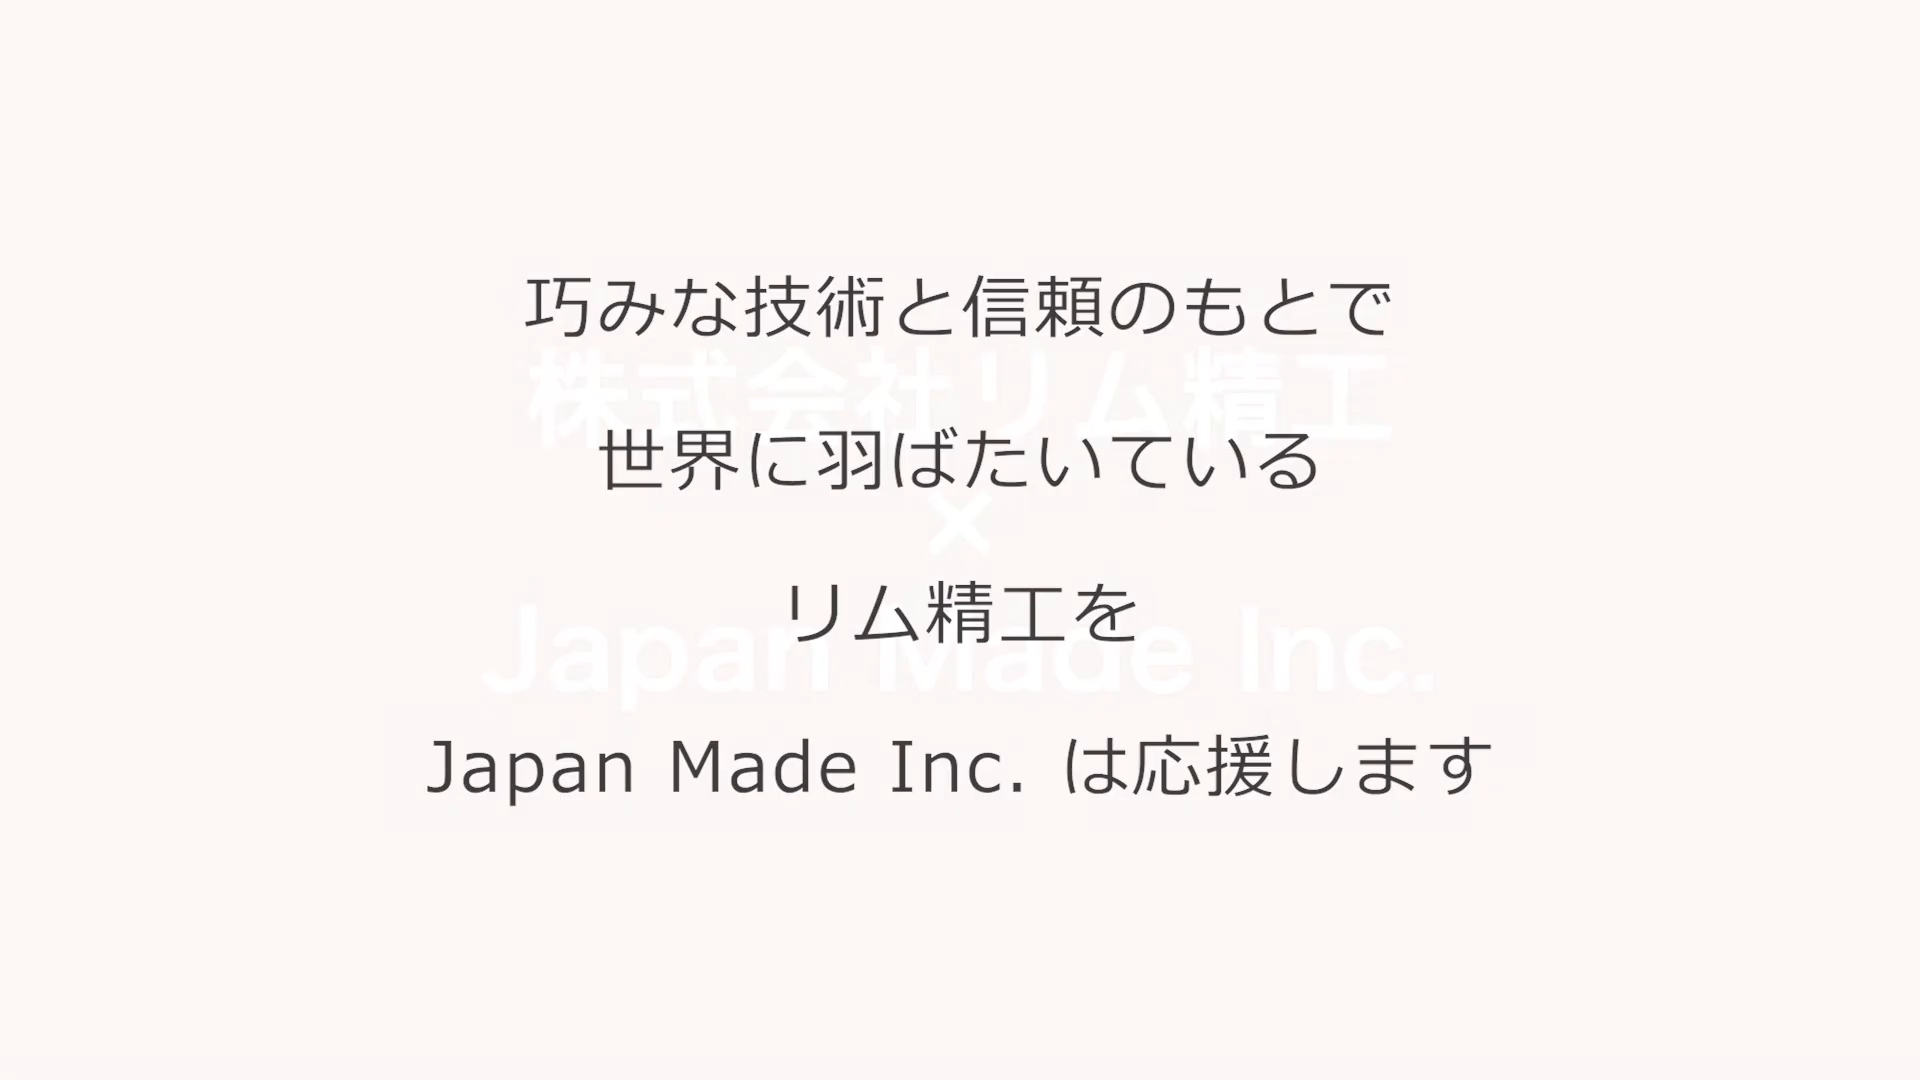 巧みな技術と信頼のもとで
株式会社リム精工
世界に羽ばたいている
×
リム精工を
Japan Made Inc.
Japan Made Inc. は応援します